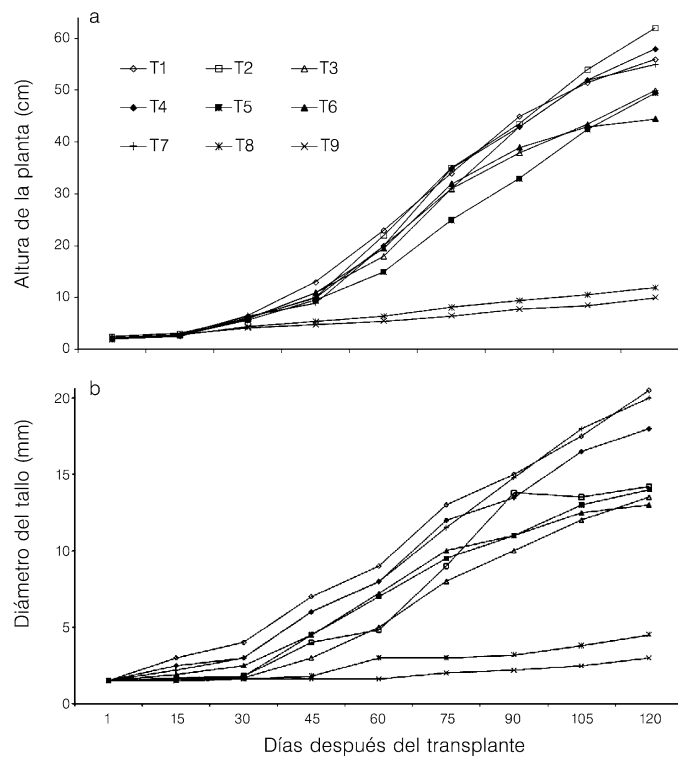 a
Altura de la planta (cm)
60
50
40
30
20
10
0
T1 T2 T3
T4 T5 T6
T7 T8 T9
b
Diámetro del tallo (mm)
20
15
10
5
0
1 15 30 45 60 75 90 105 120
Días después del transplante